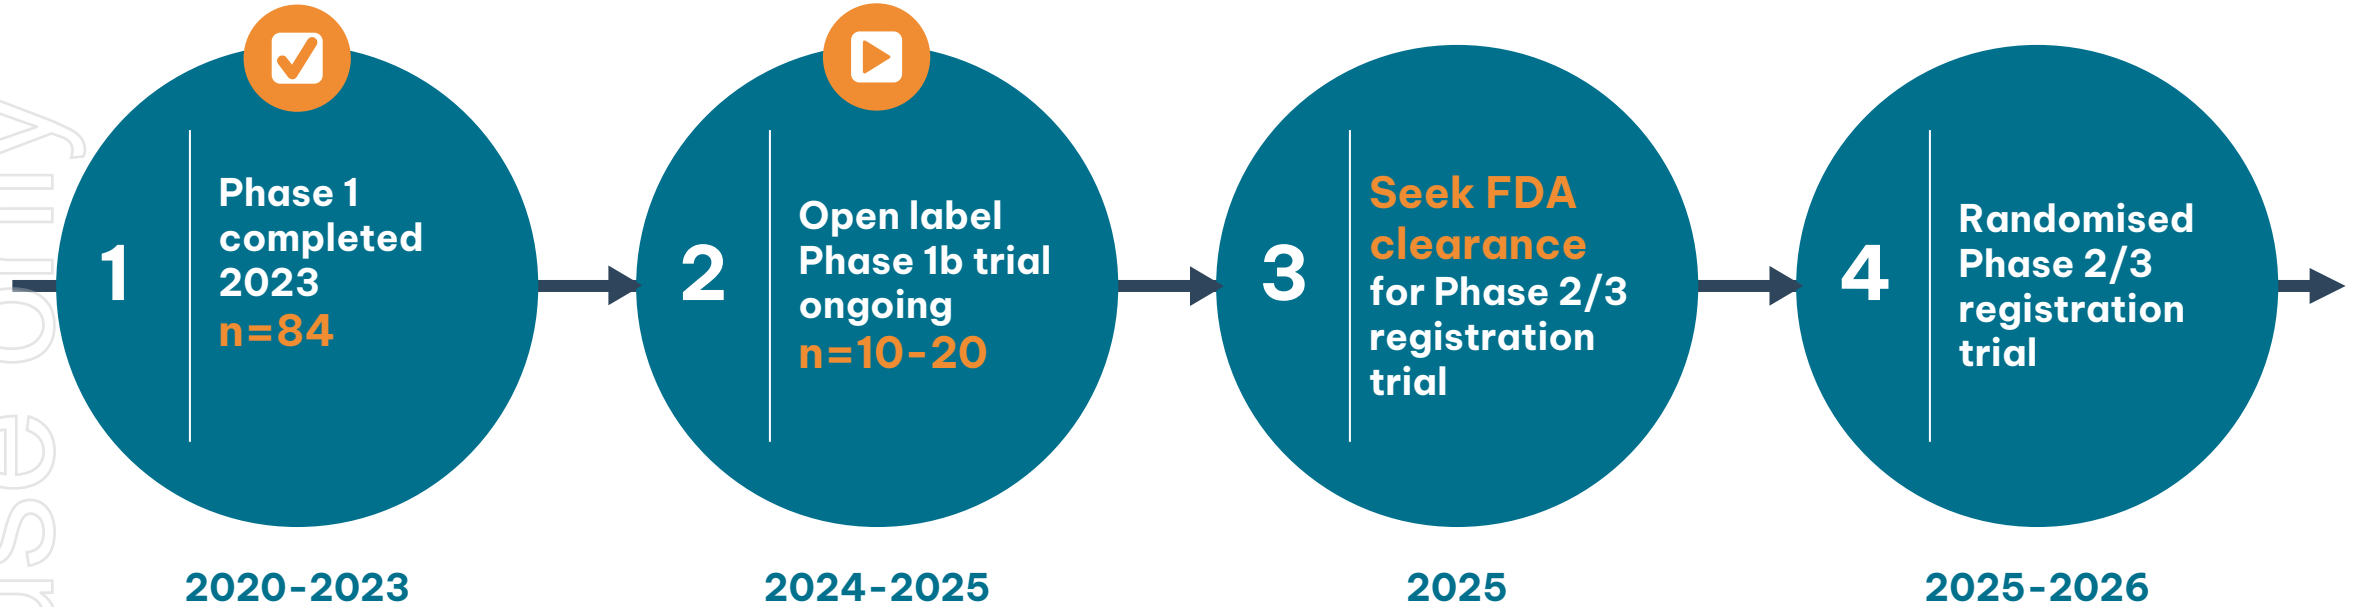 1
Phase 1
completed
2023
n=84
2
Open label
Phase 1b trial
ongoing
n=10-20
3
Seek FDA
clearance
for Phase 2/3
registration
trial
4
Randomised
Phase 2/3
registration
trial
2020-2023
2024-2025
2025
2025-2026
use only